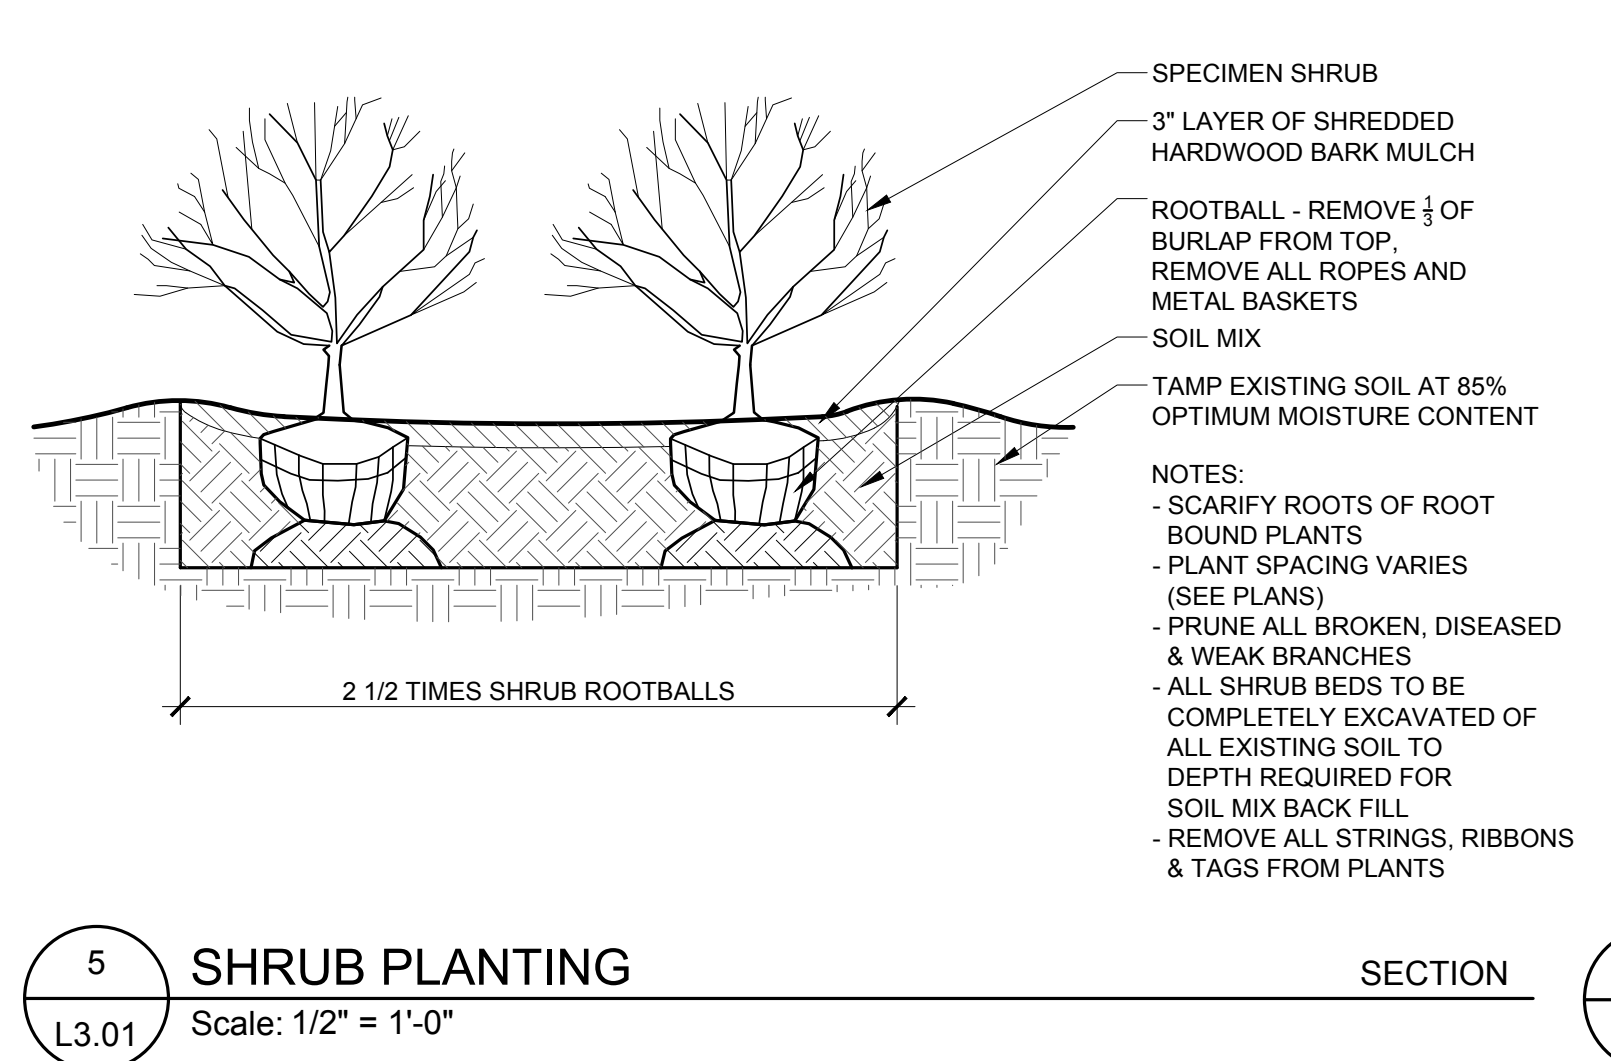 SPECIMEN SHRUB
3" LAYER OF SHREDDED
HARDWOOD BARK MULCH
ROOTBALL - REMOVE 1/3 OF
BURLAP FROM TOP,
REMOVE ALL ROPES AND
METAL BASKETS
SOIL MIX
TAMP EXISTING SOIL AT 85%
OPTIMUM MOISTURE CONTENT
NOTES:
- SCARIFY ROOTS OF ROOT
BOUND PLANTS
- PLANT SPACING VARIES
(SEE PLANS)
- PRUNE ALL BROKEN, DISEASED
& WEAK BRANCHES
- ALL SHRUB BEDS TO BE
COMPLETELY EXCAVATED OF
ALL EXISTING SOIL TO
DEPTH REQUIRED FOR
SOIL MIX BACK FILL
- REMOVE ALL STRINGS, RIBBONS
& TAGS FROM PLANTS
2 1/2 TIMES SHRUB ROOTBALLS
5
L3.01
SHRUB PLANTING
SECTION
Scale: 1/2" = 1'-0"